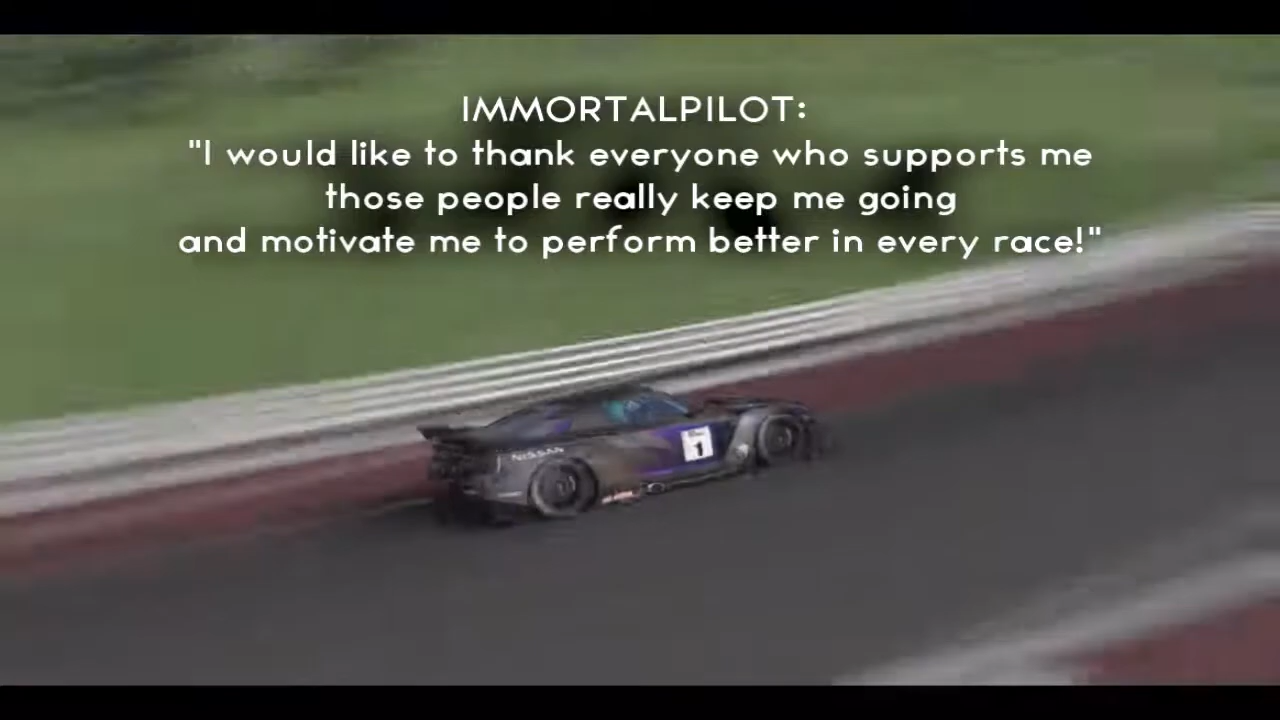 IMMORTALPILOT:
"I would like to thank everyone who supports me
those people really keep me going
and motivate me to perform better in every race!"
NISSAN
1